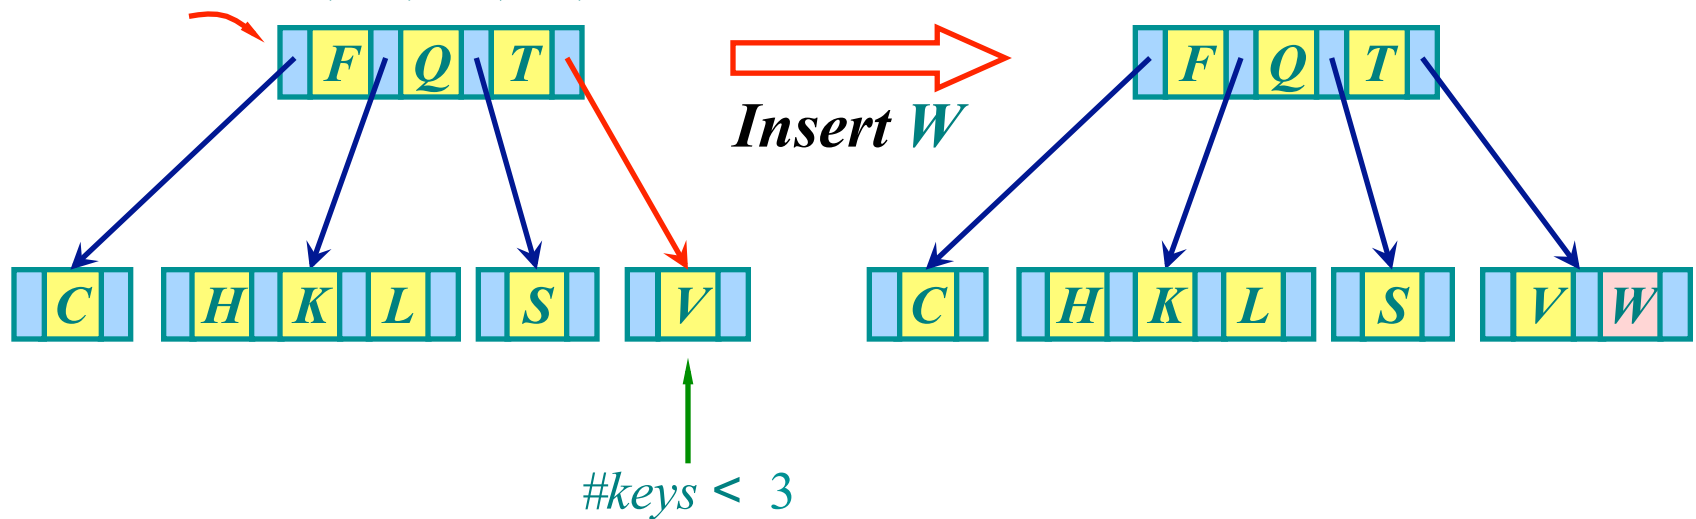 F Q T
F Q T
Insert W
C H K L S V
C H K L S V W
#keys < 3